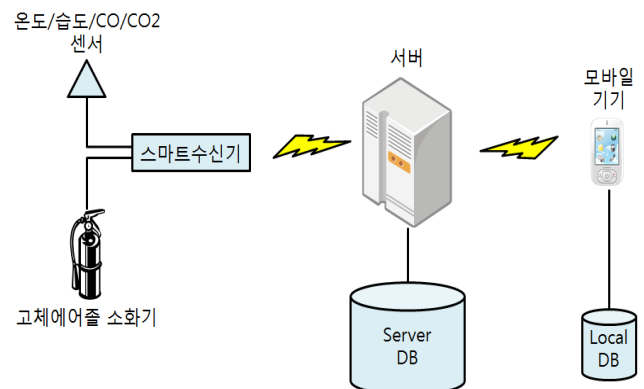 온도/습도/CO/CO2
센서
서버
모바일
기기
스마트수신기
고체에어졸 소화기
Server
DB
Local
DB